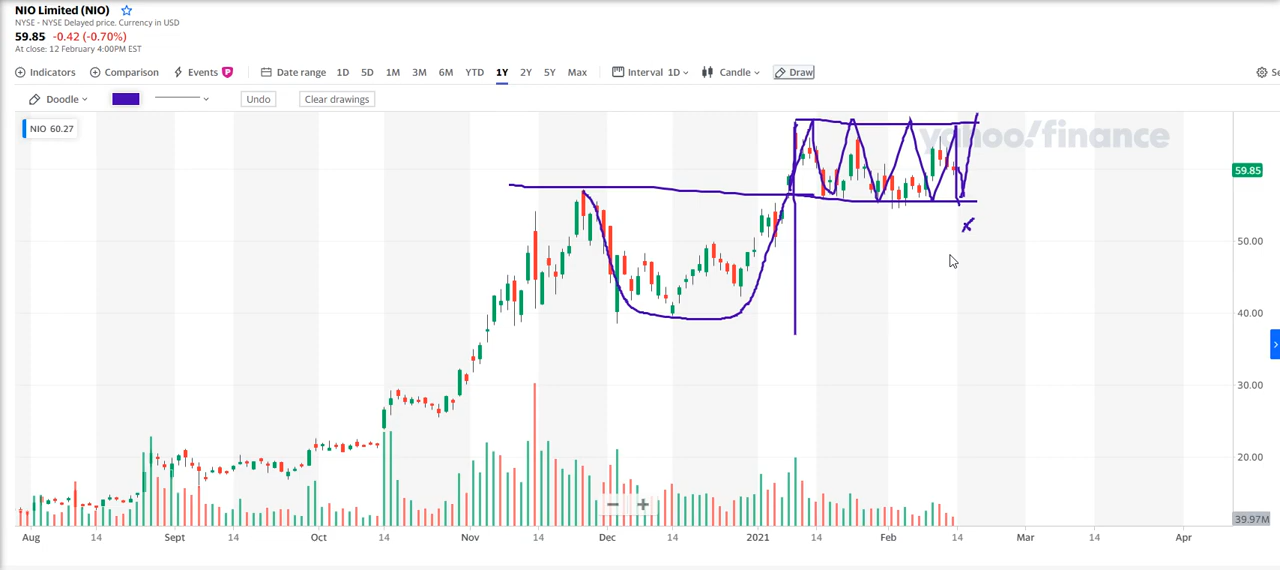 NIO Limited (NIO)
NYSE - NYSE Delayed price. Currency in USD
59.85 -0.42 (-0.70%)
At close: 12 February 4:00PM EST
Indicators Comparison Events P Date range 1D 5D 1M 3M 6M YTD 1Y 2Y 5Y Max Interval 1D Candle Draw Se
Doodle Undo Clear drawings
NIO 60.27
yahoo!finance
59.85
50.00
40.00
30.00
20.00
39.97M
Aug 14 Sept 14 Oct 14 Nov 14 Dec 14 2021 14 Feb 14 Mar 14 Apr